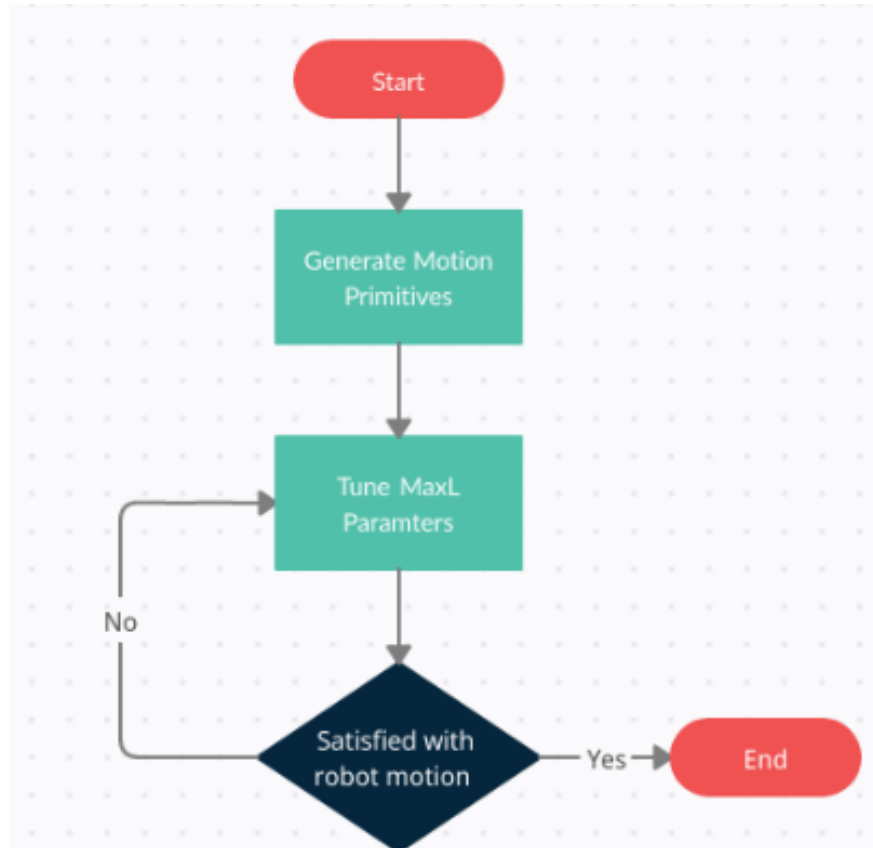 Start
Generate Motion
Primitives
Tune MaxL
Paramters
No
Satisfied with
robot motion
Yes
End